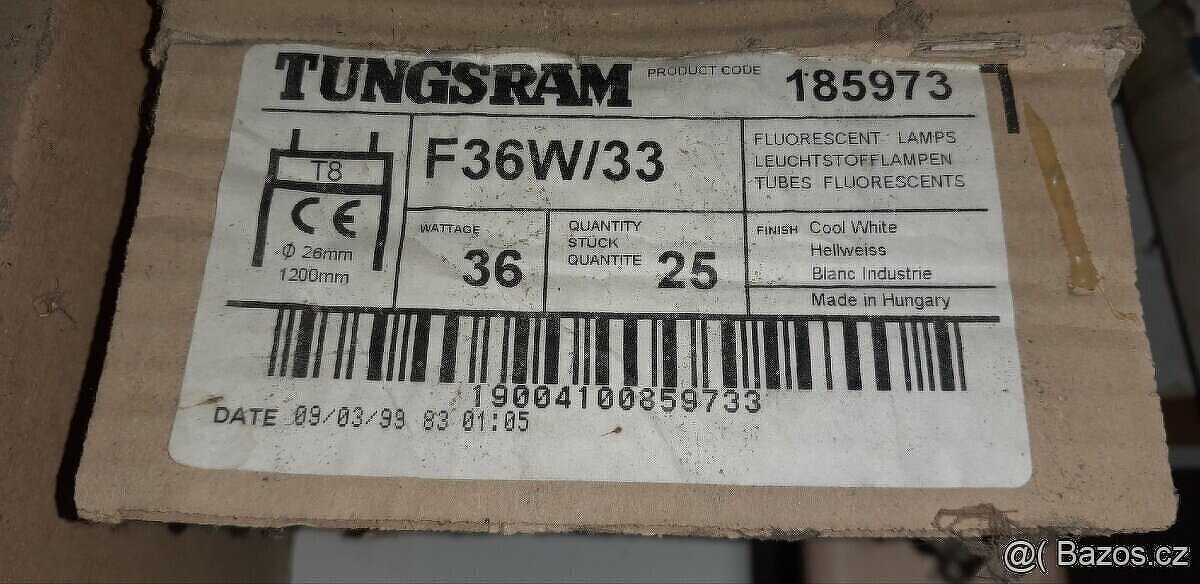 TUNGSRAM PRODUCT CODE 185973
T8
CE
Φ 26mm
1200mm
F36W/33
FLUORESCENT LAMPS
LEUCHTSTOFFLAMPEN
TUBES FLUORESCENTS
WATTAGE
36
QUANTITY
STÜCK
QUANTITE
25
FINISH Cool White
Hellweiss
Blanc Industrie
Made in Hungary
19004100859733
DATE 09/03/99 83 01:05
@( Bazos.cz